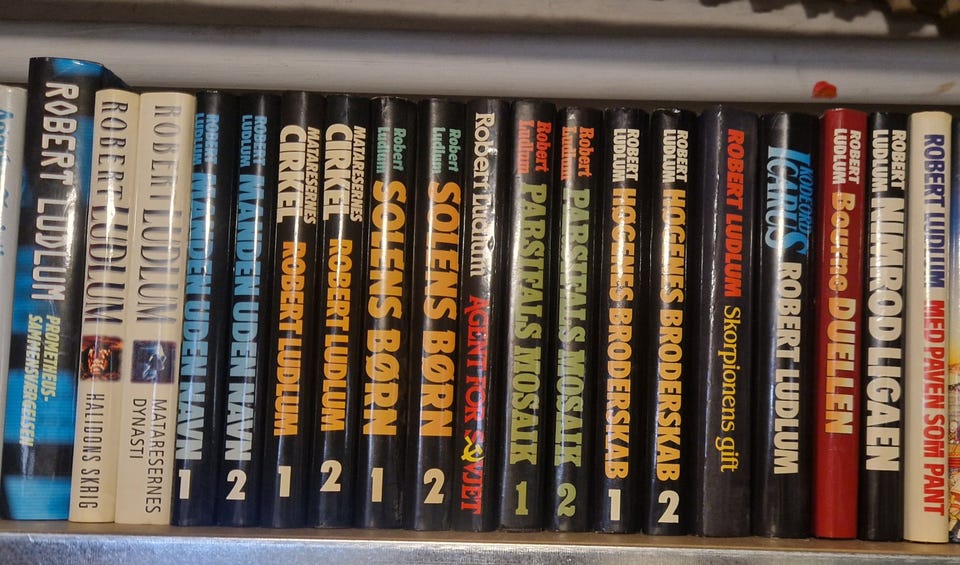 ROBERT LUDLUM
PROMETHEUS-
SAMMENSVÆRGELSEN
ROBERT LUDLUM
HALIDONS SKRIG
ROBERT LUDLUM
MATARESERNES
DYNASTI
ROBERT
LUDLUM
MANDEN UDEN NAVN
1
ROBERT
LUDLUM
MANDEN UDEN NAVN
2
MATARESERNES
CIRKEL
ROBERT LUDLUM
1
MATARESERNES
CIRKEL
ROBERT LUDLUM
2
Robert
Ludlum
SOLENS BØRN
1
Robert
Ludlum
SOLENS BØRN
2
Robert Ludlum
AGENT FOR SOVJET
Robert
Ludlum
PARSIFALS MOSAIK
1
Robert
Ludlum
PARSIFALS MOSAIK
2
ROBERT
LUDLUM
HØGENES BRODERSKAB
1
ROBERT
LUDLUM
HØGENES BRODERSKAB
2
ROBERT LUDLUM
Skorpionens gift
KODEORD
ICARUS
ROBERT LUDLUM
ROBERT
LUDLUM
Bourne DUELLEN
ROBERT
LUDLUM
NIMROD LIGAEN
ROBERT LUDLUM
MED PAVEN SOM PANT